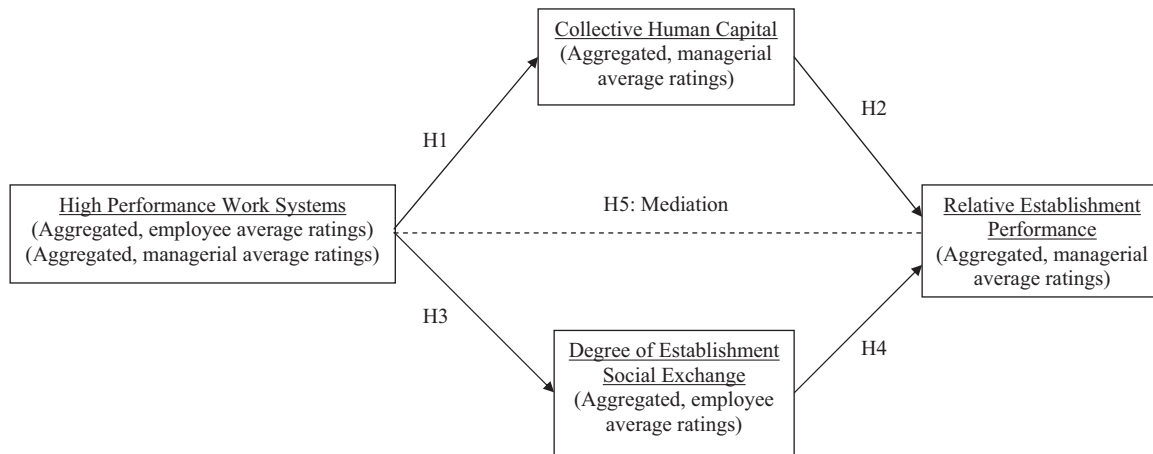 Collective Human Capital
(Aggregated, managerial
average ratings)
H1
H2
High Performance Work Systems
(Aggregated, employee average ratings)
(Aggregated, managerial average ratings)
H5: Mediation
Relative Establishment
Performance
(Aggregated, managerial
average ratings)
H3
H4
Degree of Establishment
Social Exchange
(Aggregated, employee
average ratings)